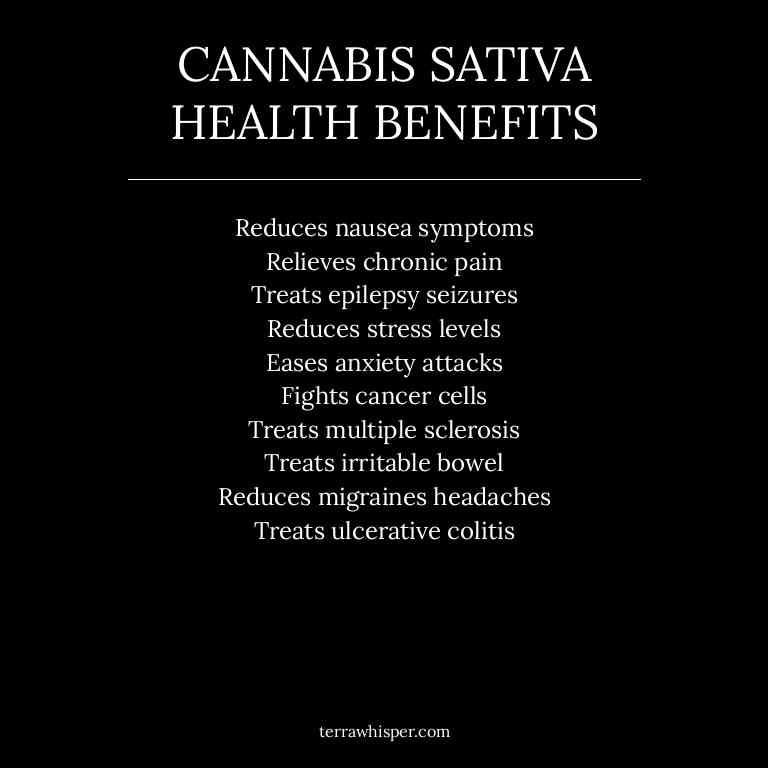 CANNABIS SATIVA
HEALTH BENEFITS
Reduces nausea symptoms
Relieves chronic pain
Treats epilepsy seizures
Reduces stress levels
Eases anxiety attacks
Fights cancer cells
Treats multiple sclerosis
Treats irritable bowel
Reduces migraines headaches
Treats ulcerative colitis
terrawhisper.com